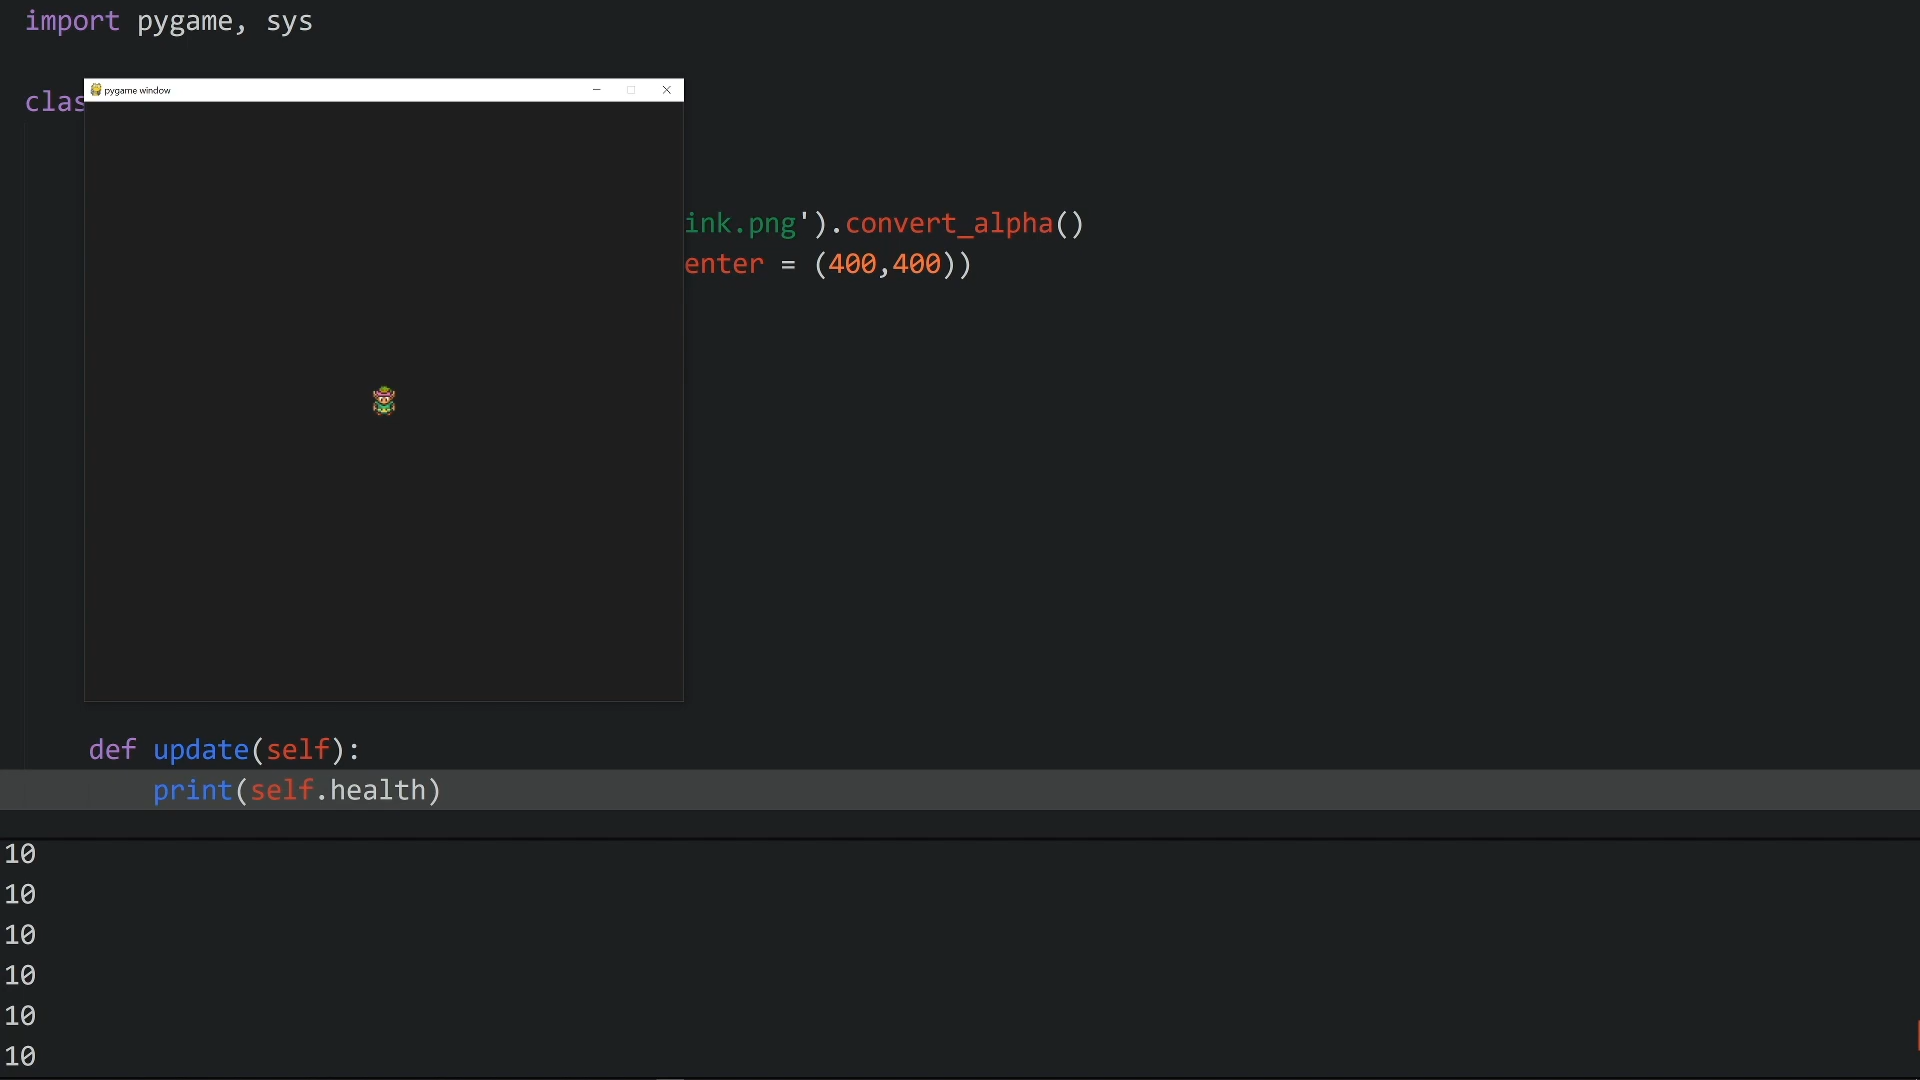 import pygame, sys
clas
pygame window
ink.png').convert_alpha()
enter = (400,400))
def update(self):
print(self.health)
10
10
10
10
10
10